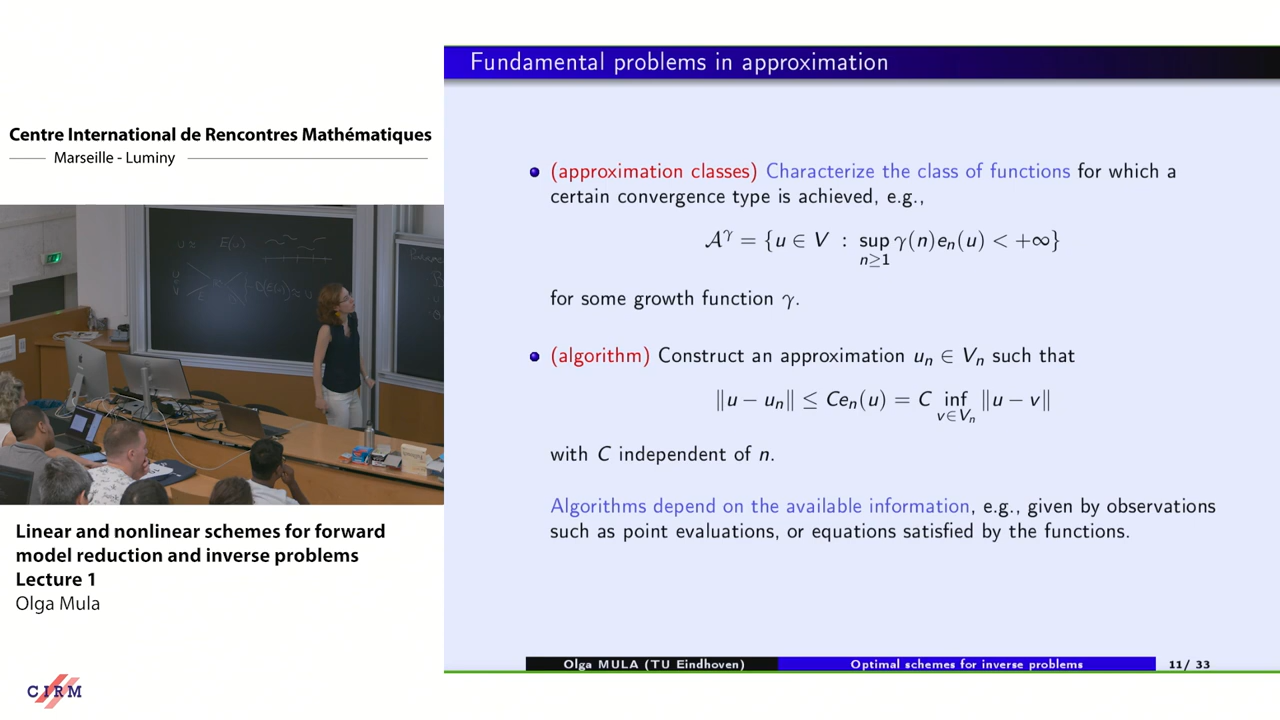 Centre International de Rencontres Mathématiques
Marseille - Luminy
Linear and nonlinear schemes for forward
model reduction and inverse problems
Lecture 1
Olga Mula
CIRM
Fundamental problems in approximation
(approximation classes) Characterize the class of functions for which a
certain convergence type is achieved, e.g.,
𝒜^γ = {u ∈ V : sup_{n≥1} γ(n)e_n(u) < +∞}
for some growth function γ.
(algorithm) Construct an approximation u_n ∈ V_n such that
‖u − u_n‖ ≤ Ce_n(u) = C inf_{v∈V_n} ‖u − v‖
with C independent of n.
Algorithms depend on the available information, e.g., given by observations
such as point evaluations, or equations satisfied by the functions.
Olga MULA (TU Eindhoven)
Optimal schemes for inverse problems
11/ 33